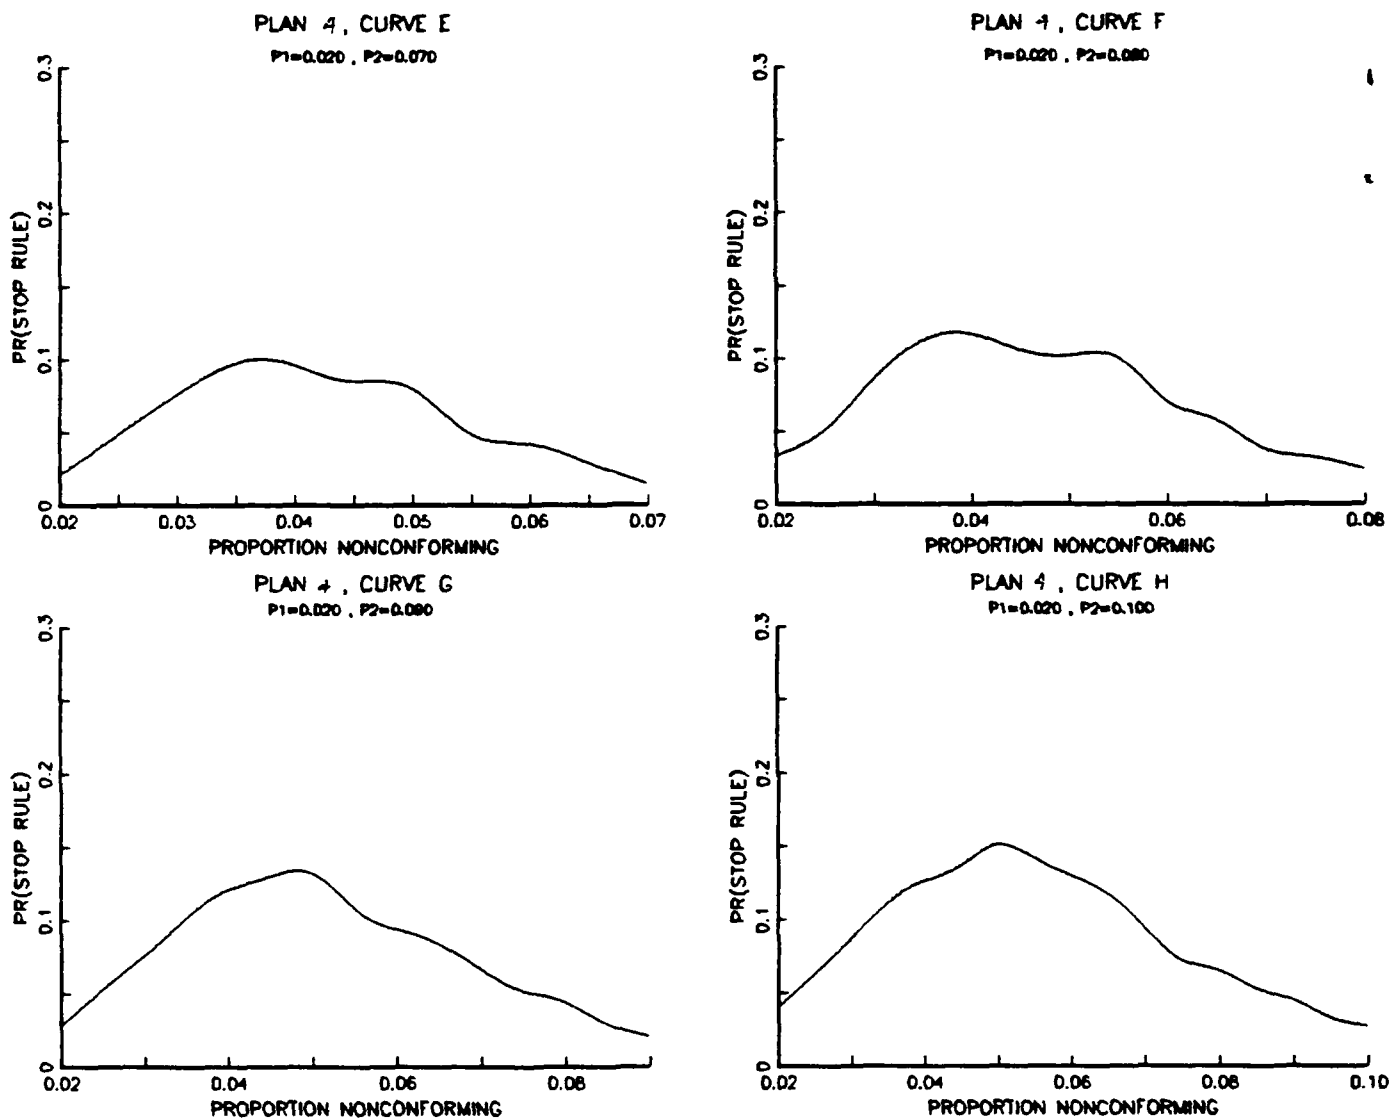 PLAN 4, CURVE E
P1=0.020, P2=0.070
0.3
0.2
0.1
0
PR(STOP RULE)
0.02 0.03 0.04 0.05 0.06 0.07
PROPORTION NONCONFORMING
PLAN 4, CURVE F
P1=0.020, P2=0.080
0.3
0.2
0.1
0
PR(STOP RULE)
0.02 0.04 0.06 0.08
PROPORTION NONCONFORMING
PLAN 4, CURVE G
P1=0.020, P2=0.090
0.3
0.2
0.1
0
PR(STOP RULE)
0.02 0.04 0.06 0.08
PROPORTION NONCONFORMING
PLAN 4, CURVE H
P1=0.020, P2=0.100
0.3
0.2
0.1
0
PR(STOP RULE)
0.02 0.04 0.06 0.08 0.10
PROPORTION NONCONFORMING